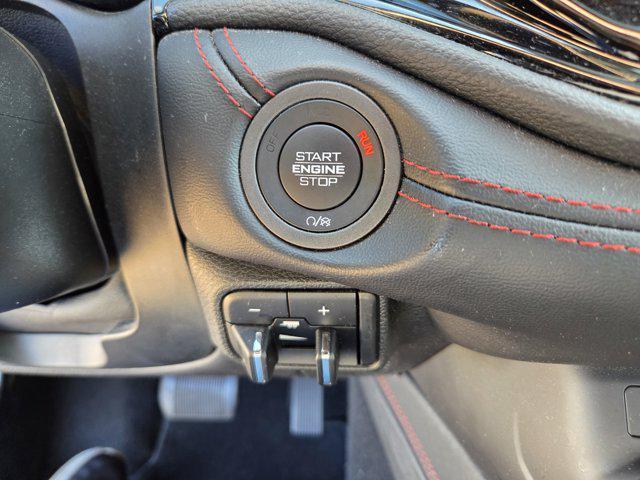 OFF
RUN
START
ENGINE
STOP
- +